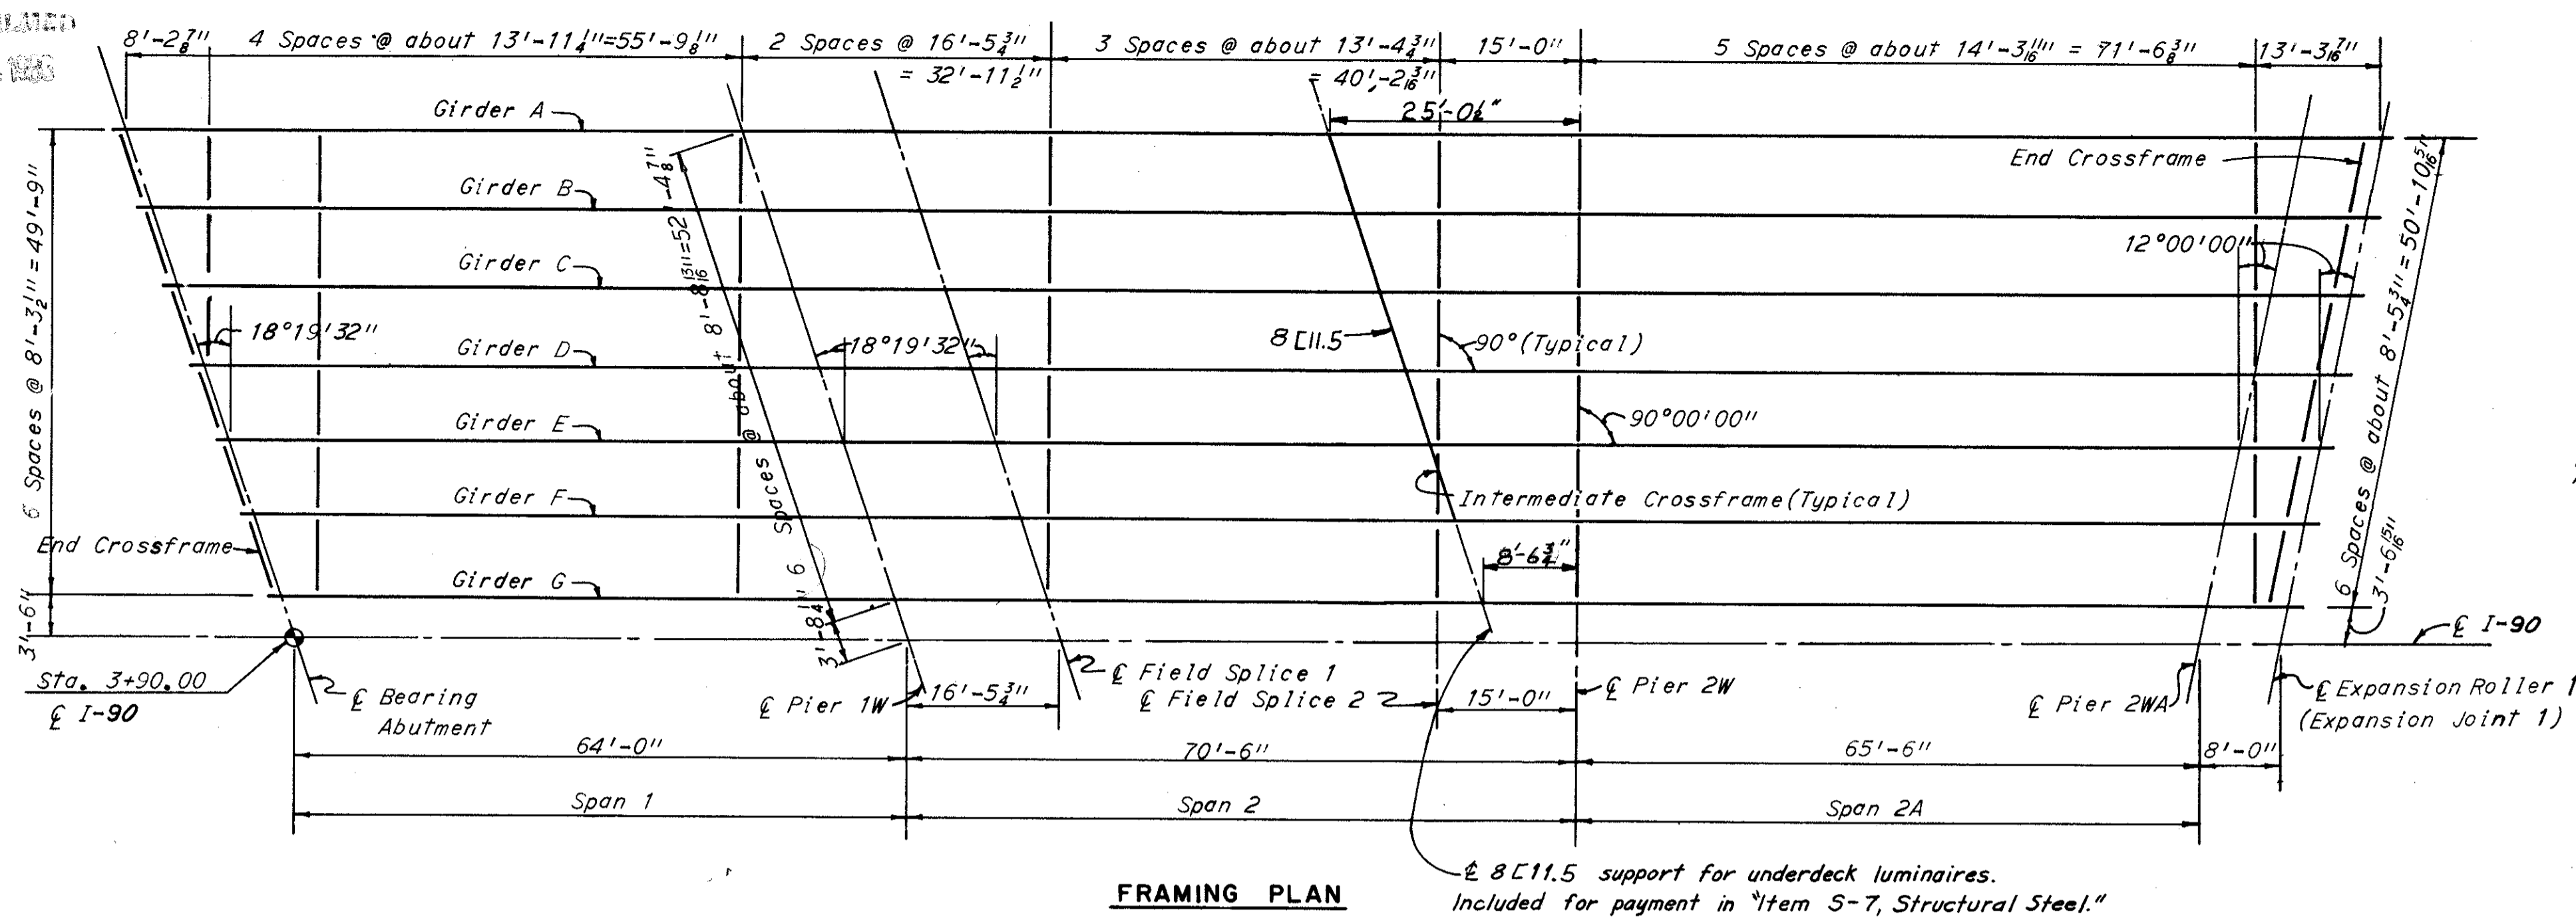 8'-2 7/8"
4 Spaces @ about 13'-11 1/4"=55'-9 1/8"
2 Spaces @ 16'-5 3/4"
= 32'-11 1/2"
3 Spaces @ about 13'-4 3/4"
= 40'-2 3/16"
15'-0"
5 Spaces @ about 14'-3 11/16" = 71'-6 3/8"
13'-3 7/16"
25'-0 1/2"
Girder A
Girder B
Girder C
Girder D
Girder E
Girder F
Girder G
End Crossframe
6 Spaces @ 8'-3 1/2" = 49'-9"
3'-6"
18°19'32"
6 Spaces @ about 8'-8 13/16"=52'-4 7/8"
3'-8 1/4"
18°19'32"
8[11.5
90°(Typical)
90°00'00"
Intermediate Crossframe(Typical)
8'-6 3/4"
12°00'00"
End Crossframe
6 Spaces @ about 8'-5 3/4"=50'-10 5/16"
3'-6 15/16"
℄ I-90
Sta. 3+90.00
℄ I-90
℄ Bearing
Abutment
℄ Pier 1W
16'-5 3/4"
℄ Field Splice 1
℄ Field Splice 2
15'-0"
℄ Pier 2W
℄ Pier 2WA
℄ Expansion Roller 1
(Expansion Joint 1)
64'-0"
70'-6"
65'-6"
8'-0"
Span 1
Span 2
Span 2A
℄ 8[11.5 support for underdeck luminaires.
Included for payment in "Item S-7, Structural Steel."
FRAMING PLAN